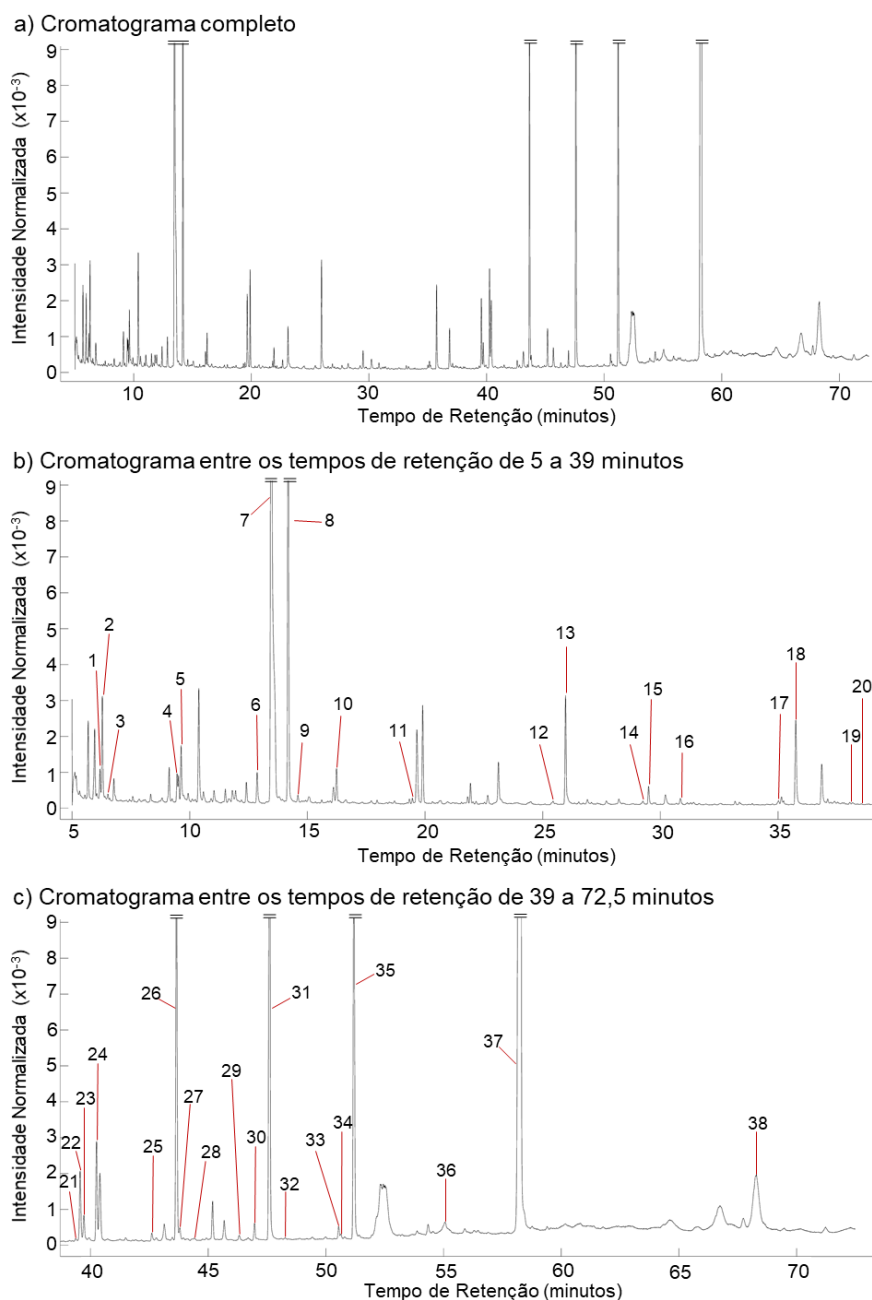 a) Cromatograma completo
9
8
7
6
5
4
3
2
1
0
Intensidade Normalizada (x10-3)
10 20 30 40 50 60 70
Tempo de Retenção (minutos)
b) Cromatograma entre os tempos de retenção de 5 a 39 minutos
9
8
7
6
5
4
3
2
1
0
Intensidade Normalizada (x10-3)
1 2 3 4 5 6 7 8 9 10 11 12 13 14 15 16 17 18 19 20
5 10 15 20 25 30 35
Tempo de Retenção (minutos)
c) Cromatograma entre os tempos de retenção de 39 a 72,5 minutos
9
8
7
6
5
4
3
2
1
0
Intensidade Normalizada (x10-3)
21 22 23 24 25 26 27 28 29 30 31 32 33 34 35 36 37 38
40 45 50 55 60 65 70
Tempo de Retenção (minutos)